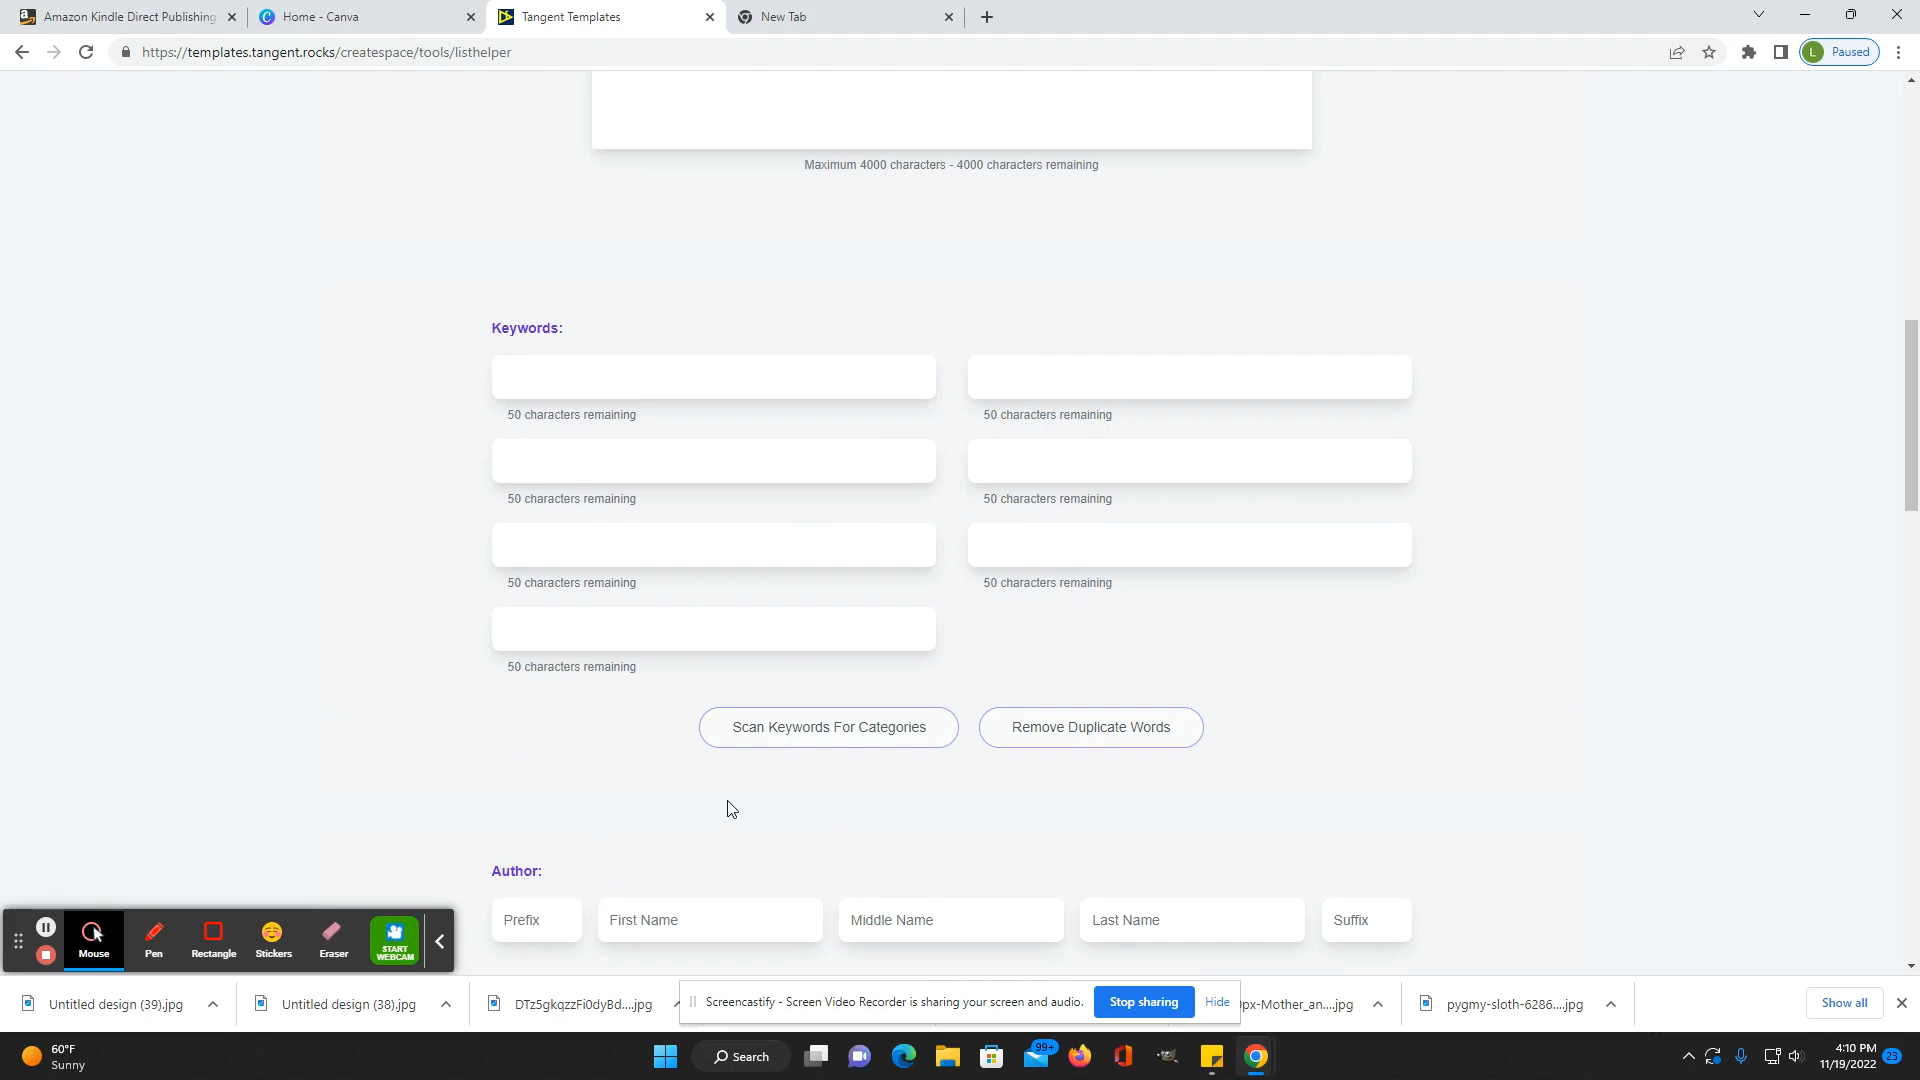 Amazon Kindle Direct Publishing
Home - Canva
Tangent Templates
New Tab
https://templates.tangent.rocks/createspace/tools/listhelper
L Paused
Maximum 4000 characters - 4000 characters remaining
Keywords:
50 characters remaining
50 characters remaining
50 characters remaining
50 characters remaining
50 characters remaining
50 characters remaining
50 characters remaining
Scan Keywords For Categories
Remove Duplicate Words
Author:
Prefix
First Name
Middle Name
Last Name
Suffix
Mouse
Pen
Rectangle
Stickers
Eraser
START WEBCAM
Untitled design (39).jpg
Untitled design (38).jpg
DTz5gkqzzFi0dyBd....jpg
Screencastify - Screen Video Recorder is sharing your screen and audio.
Stop sharing
Hide
px-Mother_an....jpg
pygmy-sloth-6286....jpg
Show all
60°F
Sunny
Search
99+
4:10 PM
11/19/2022
23